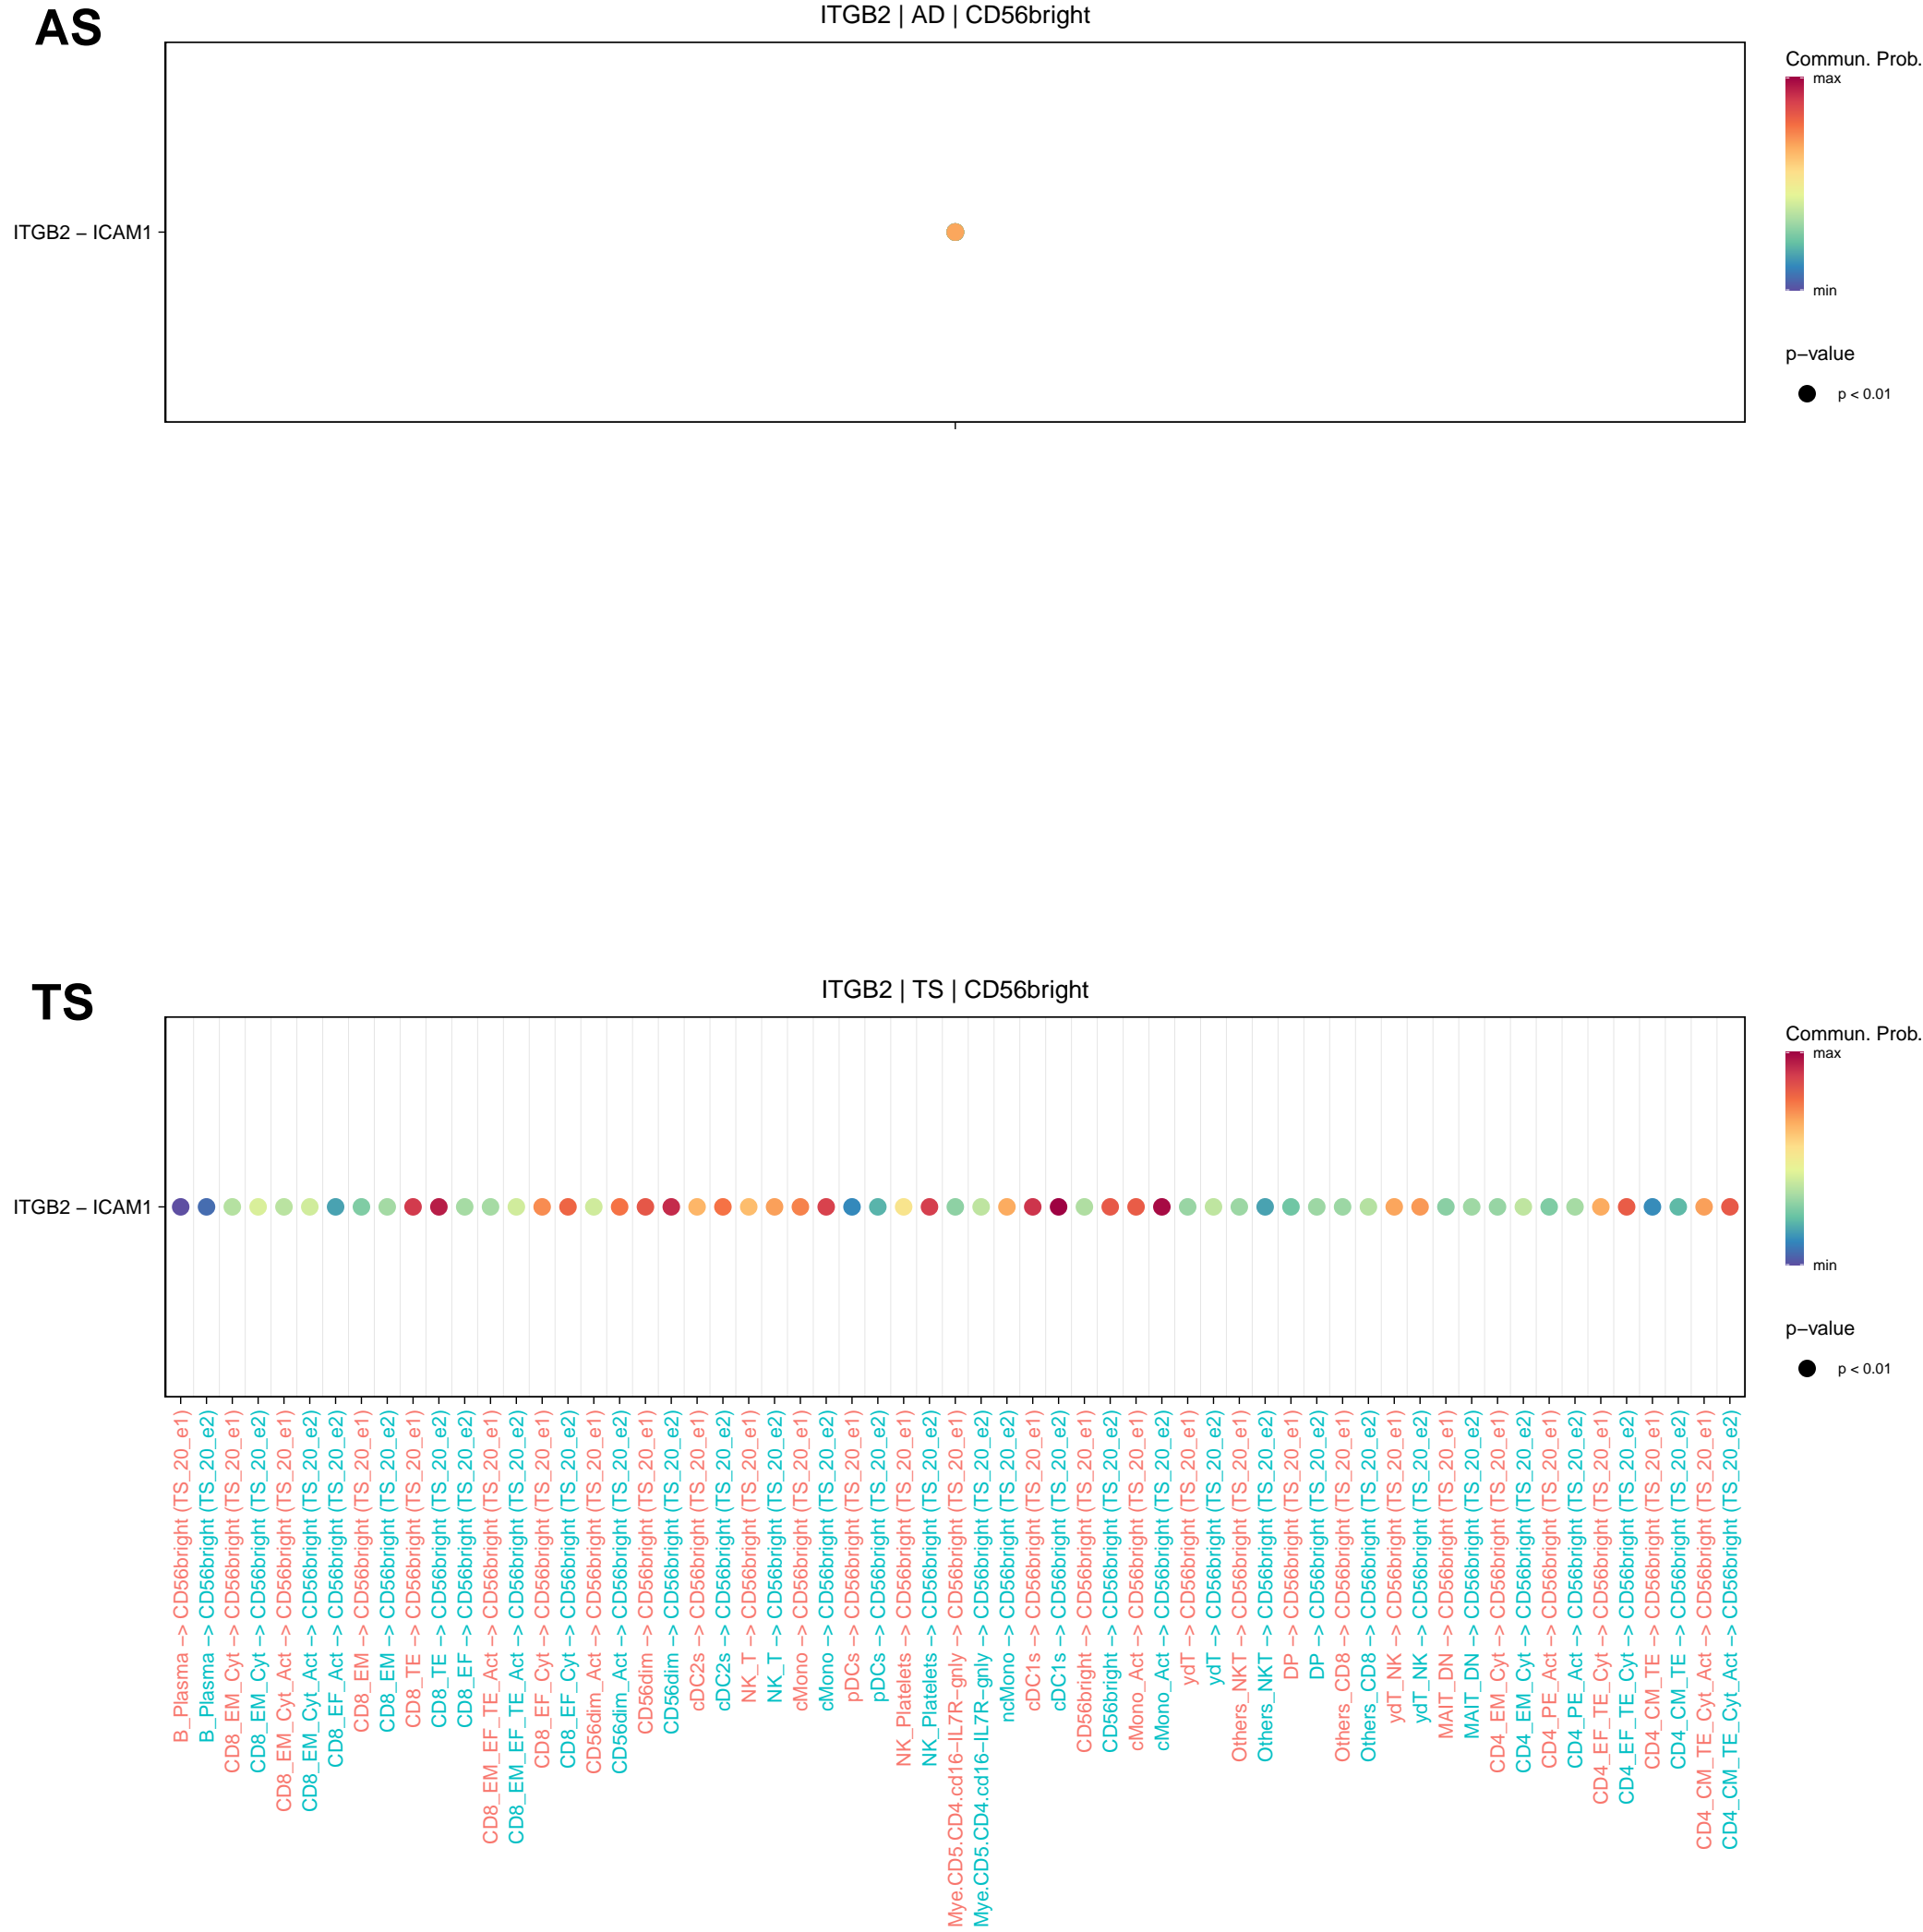 AS
ITGB2 | AD | CD56bright
ITGB2 − ICAM1
Commun. Prob.
max
min
p−value
p < 0.01
TS
ITGB2 | TS | CD56bright
ITGB2 − ICAM1
Commun. Prob.
max
min
p−value
p < 0.01
B_Plasma −> CD56bright (TS_20_e1)
B_Plasma −> CD56bright (TS_20_e2)
CD8_EM_Cyt −> CD56bright (TS_20_e1)
CD8_EM_Cyt −> CD56bright (TS_20_e2)
CD8_EM_Cyt_Act −> CD56bright (TS_20_e1)
CD8_EM_Cyt_Act −> CD56bright (TS_20_e2)
CD8_EF_Act −> CD56bright (TS_20_e2)
CD8_EM −> CD56bright (TS_20_e1)
CD8_EM −> CD56bright (TS_20_e2)
CD8_TE −> CD56bright (TS_20_e1)
CD8_TE −> CD56bright (TS_20_e2)
CD8_EF −> CD56bright (TS_20_e2)
CD8_EM_EF_TE_Act −> CD56bright (TS_20_e1)
CD8_EM_EF_TE_Act −> CD56bright (TS_20_e2)
CD8_EF_Cyt −> CD56bright (TS_20_e1)
CD8_EF_Cyt −> CD56bright (TS_20_e2)
CD56dim_Act −> CD56bright (TS_20_e1)
CD56dim_Act −> CD56bright (TS_20_e2)
CD56dim −> CD56bright (TS_20_e1)
CD56dim −> CD56bright (TS_20_e2)
cDC2s −> CD56bright (TS_20_e1)
cDC2s −> CD56bright (TS_20_e2)
NK_T −> CD56bright (TS_20_e1)
NK_T −> CD56bright (TS_20_e2)
cMono −> CD56bright (TS_20_e1)
cMono −> CD56bright (TS_20_e2)
pDCs −> CD56bright (TS_20_e1)
pDCs −> CD56bright (TS_20_e2)
NK_Platelets −> CD56bright (TS_20_e1)
NK_Platelets −> CD56bright (TS_20_e2)
Mye.CD5.CD4.cd16−IL7R−gnly −> CD56bright (TS_20_e1)
Mye.CD5.CD4.cd16−IL7R−gnly −> CD56bright (TS_20_e2)
ncMono −> CD56bright (TS_20_e2)
cDC1s −> CD56bright (TS_20_e1)
cDC1s −> CD56bright (TS_20_e2)
CD56bright −> CD56bright (TS_20_e1)
CD56bright −> CD56bright (TS_20_e2)
cMono_Act −> CD56bright (TS_20_e1)
cMono_Act −> CD56bright (TS_20_e2)
ydT −> CD56bright (TS_20_e1)
ydT −> CD56bright (TS_20_e2)
Others_NKT −> CD56bright (TS_20_e1)
Others_NKT −> CD56bright (TS_20_e2)
DP −> CD56bright (TS_20_e1)
DP −> CD56bright (TS_20_e2)
Others_CD8 −> CD56bright (TS_20_e1)
Others_CD8 −> CD56bright (TS_20_e2)
ydT_NK −> CD56bright (TS_20_e1)
ydT_NK −> CD56bright (TS_20_e2)
MAIT_DN −> CD56bright (TS_20_e1)
MAIT_DN −> CD56bright (TS_20_e2)
CD4_EM_Cyt −> CD56bright (TS_20_e1)
CD4_EM_Cyt −> CD56bright (TS_20_e2)
CD4_PE_Act −> CD56bright (TS_20_e1)
CD4_PE_Act −> CD56bright (TS_20_e2)
CD4_EF_TE_Cyt −> CD56bright (TS_20_e1)
CD4_EF_TE_Cyt −> CD56bright (TS_20_e2)
CD4_CM_TE −> CD56bright (TS_20_e1)
CD4_CM_TE −> CD56bright (TS_20_e2)
CD4_CM_TE_Cyt_Act −> CD56bright (TS_20_e1)
CD4_CM_TE_Cyt_Act −> CD56bright (TS_20_e2)